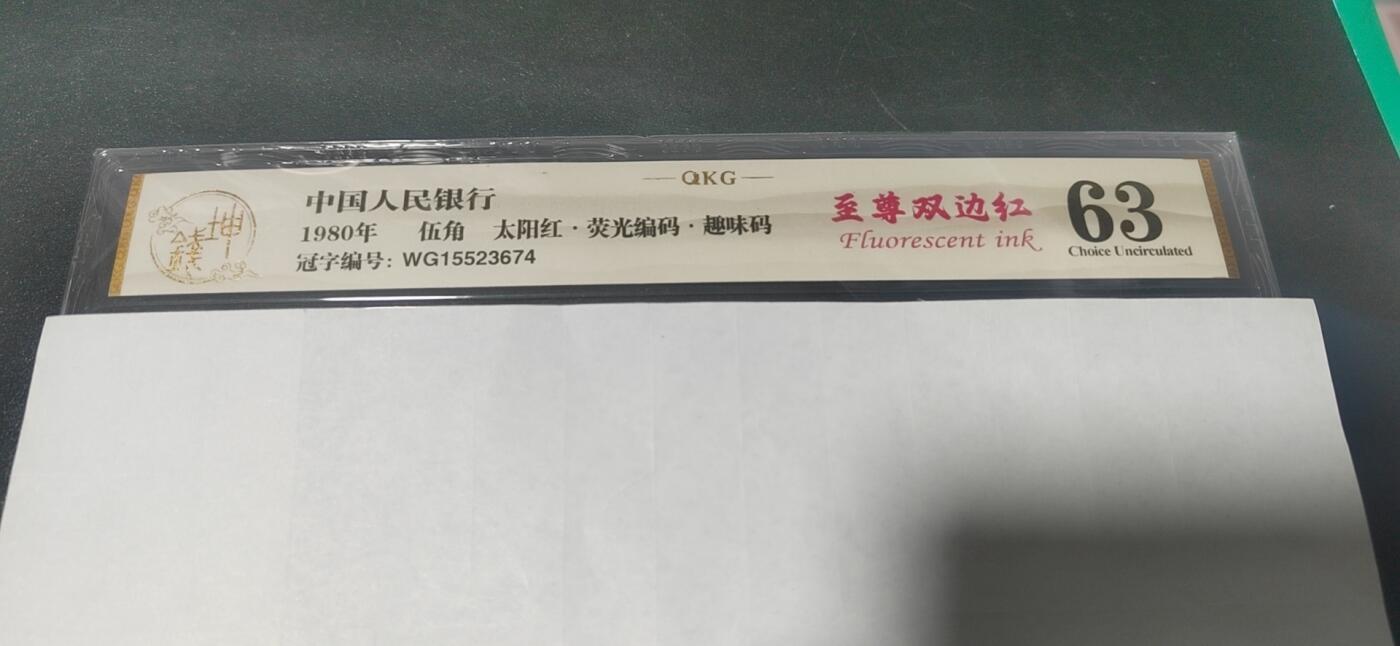 QKG
中国人民银行
1980年 伍角 太阳红·荧光编码·趣味码
冠字编号: WG15523674
至尊双边红
Fluorescent ink
63
Choice Uncirculated